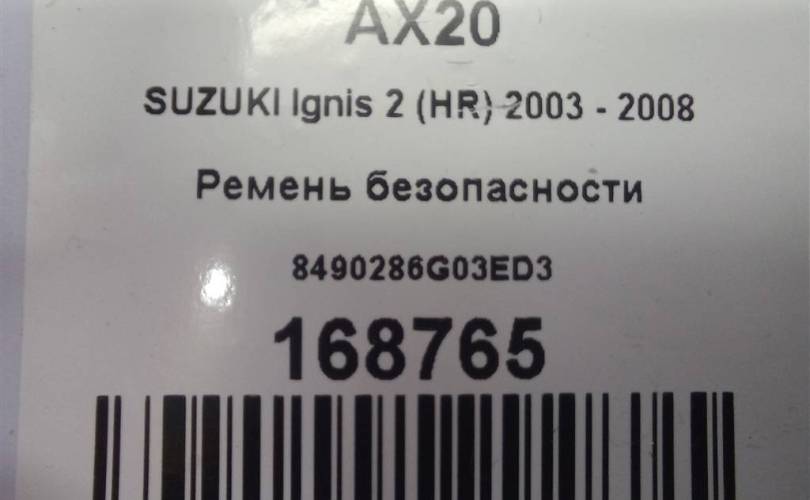 AX20
SUZUKI Ignis 2 (HR) 2003 - 2008
Ремень безопасности
8490286G03ED3
168765